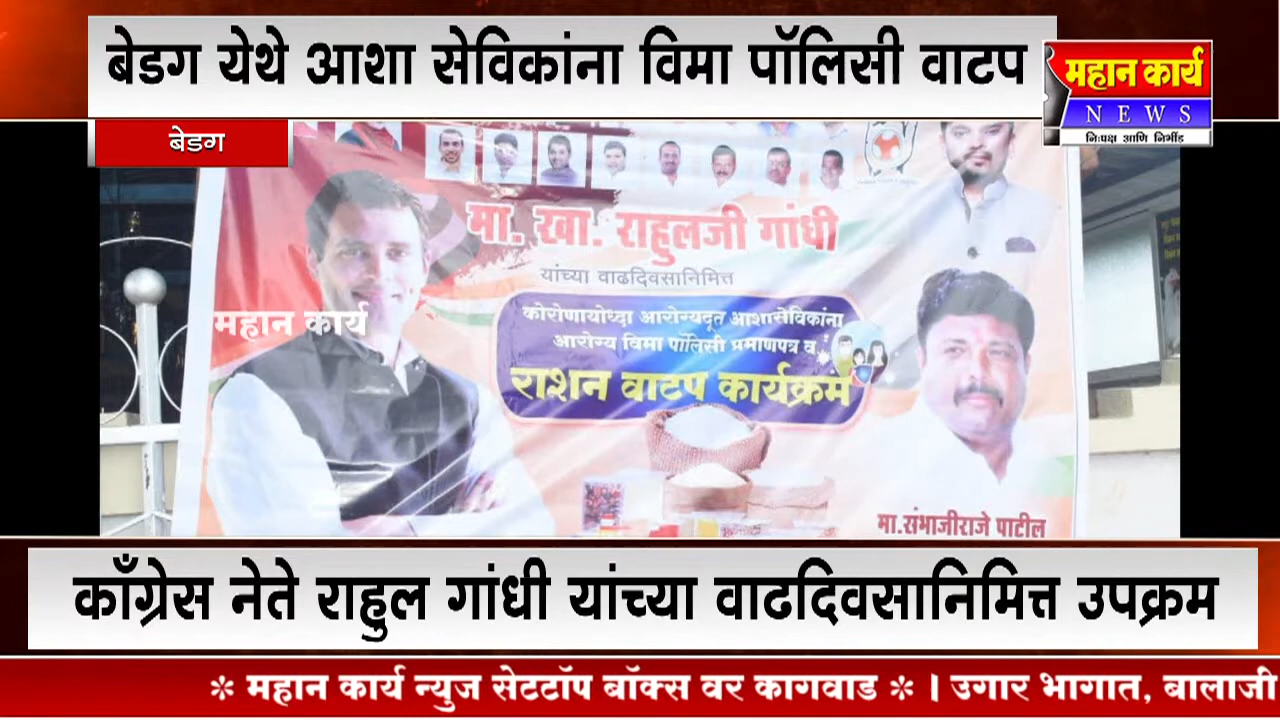 बेडग येथे आशा सेविकांना विमा पॉलिसी वाटप
महान कार्य
NEWS
निःपक्ष आणि निर्भीड
बेडग
मा. खा. राहुलजी गांधी
यांच्या वाढदिवसानिमित्त
महान कार्य
कोरोणायोध्दा आरोग्यदूत आशासेविकांना
आरोग्य विमा पॉलिसी प्रमाणपत्र व
राशन वाटप कार्यक्रम
मा.संभाजीराजे पाटील
काँग्रेस नेते राहुल गांधी यांच्या वाढदिवसानिमित्त उपक्रम
* महान कार्य न्युज सेटटॉप बॉक्स वर कागवाड * । उगार भागात, बालाजी